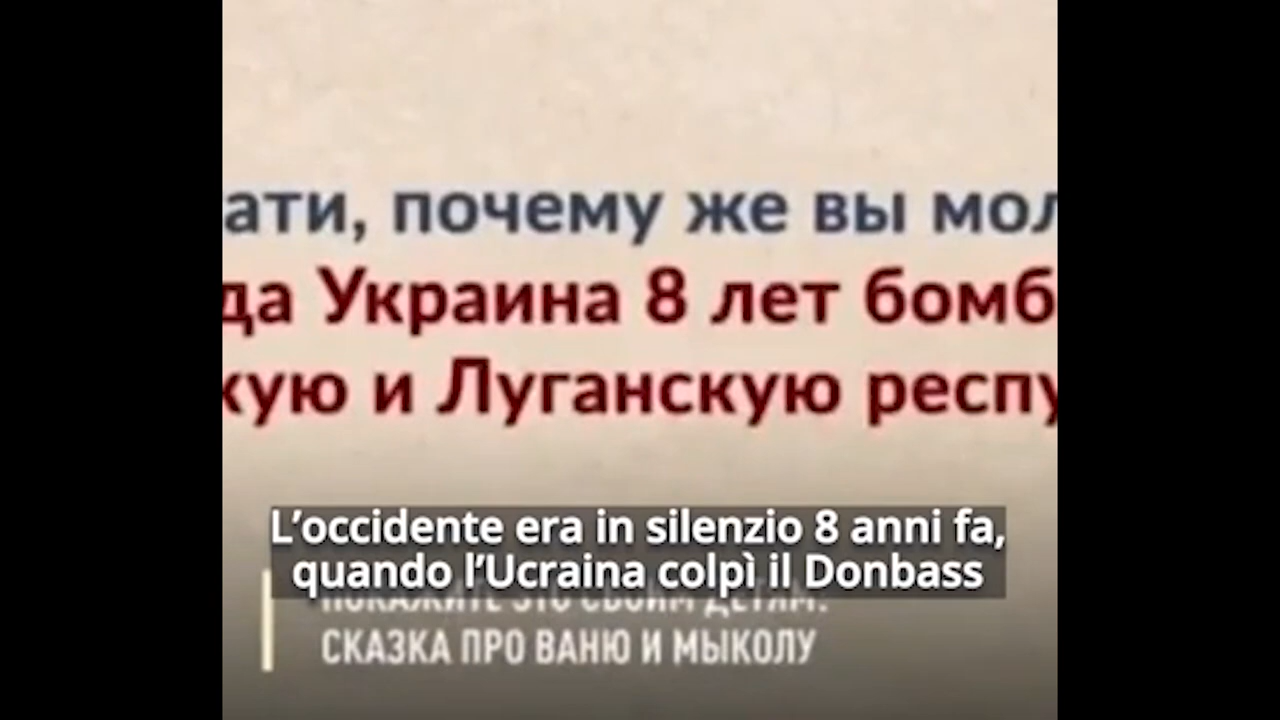 ати, почему же вы мол
да Украина 8 лет бомб
кую и Луганскую респу
L’occidente era in silenzio 8 anni fa,
quando l’Ucraina colpì il Donbass
ПОКАЖИТЕ ЭТО СВОИМ ДЕТЯМ:
СКАЗКА ПРО ВАНЮ И МЫКОЛУ